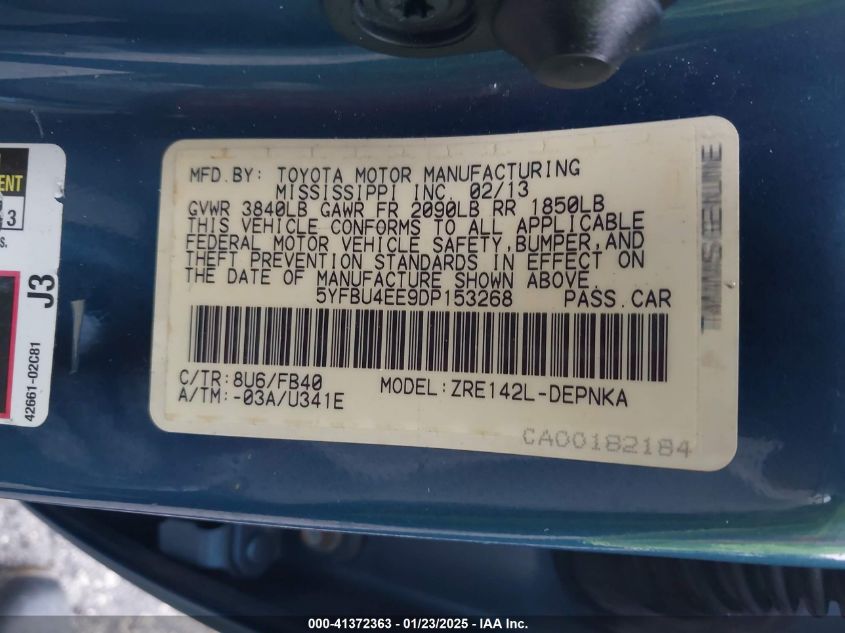 MFD.BY: TOYOTA MOTOR MANUFACTURING
MISSISSIPPI INC. 02/13
GVWR 3840LB GAWR FR 2090LB RR 1850LB
THIS VEHICLE CONFORMS TO ALL APPLICABLE
FEDERAL MOTOR VEHICLE SAFETY,BUMPER,AND
THEFT PREVENTION STANDARDS IN EFFECT ON
THE DATE OF MANUFACTURE SHOWN ABOVE.
5YFBU4EE9DP153268 PASS.CAR
C/TR:8U6/FB40 MODEL:ZRE142L-DEPNKA
A/TM:-03A/U341E
CA00182184
3
s.
J3
42661-02C81
000-41372363 | 01/23/2025 - IAA Inc.